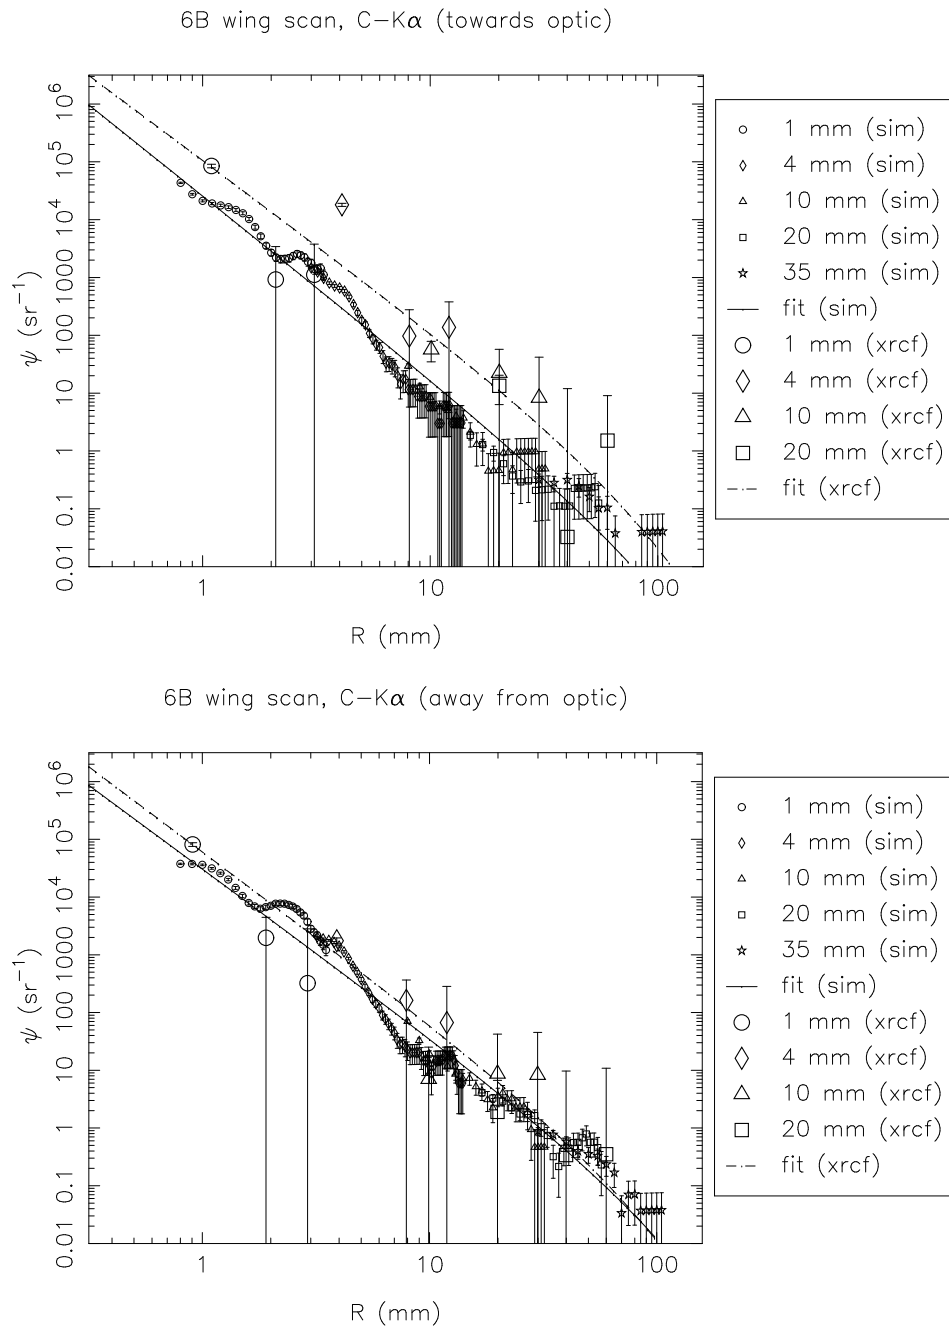 6B wing scan, C−Kα (towards optic)
ψ (sr⁻¹)
10⁶
10⁵
10⁴
1000
100
10
1
0.1
0.01
1
10
100
R (mm)
1 mm (sim)
4 mm (sim)
10 mm (sim)
20 mm (sim)
35 mm (sim)
fit (sim)
1 mm (xrcf)
4 mm (xrcf)
10 mm (xrcf)
20 mm (xrcf)
fit (xrcf)
6B wing scan, C−Kα (away from optic)
ψ (sr⁻¹)
10⁶
10⁵
10⁴
1000
100
10
1
0.1
0.01
1
10
100
R (mm)
1 mm (sim)
4 mm (sim)
10 mm (sim)
20 mm (sim)
35 mm (sim)
fit (sim)
1 mm (xrcf)
4 mm (xrcf)
10 mm (xrcf)
20 mm (xrcf)
fit (xrcf)